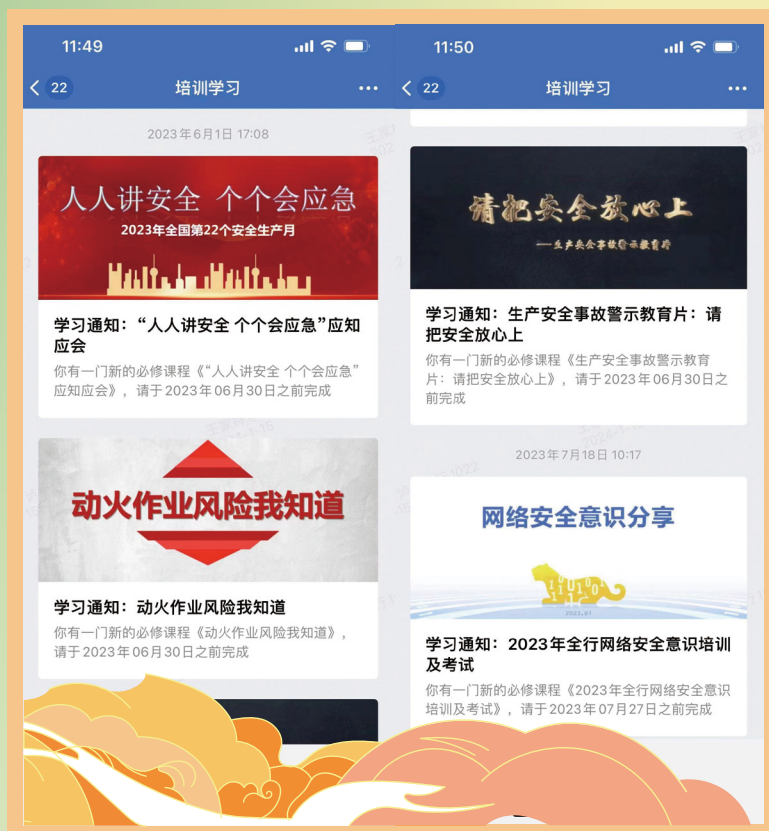 11:49
22
培训学习
2023年6月1日 17:08
人人讲安全 个个会应急
2023年全国第22个安全生产月
学习通知：“人人讲安全 个个会应急”应知
应会
你有一门新的必修课程《“人人讲安全 个个会应急”
应知应会》，请于2023年06月30日之前完成
动火作业风险我知道
学习通知：动火作业风险我知道
你有一门新的必修课程《动火作业风险我知道》，
请于2023年06月30日之前完成
11:50
22
培训学习
请把安全放心上
——生产安全事故警示教育片
学习通知：生产安全事故警示教育片：请
把安全放心上
你有一门新的必修课程《生产安全事故警示教育
片：请把安全放心上》，请于2023年06月30日之
前完成
2023年7月18日 10:17
网络安全意识分享
2023.01
学习通知：2023年全行网络安全意识培训
及考试
你有一门新的必修课程《2023年全行网络安全意识
培训及考试》，请于2023年07月27日之前完成